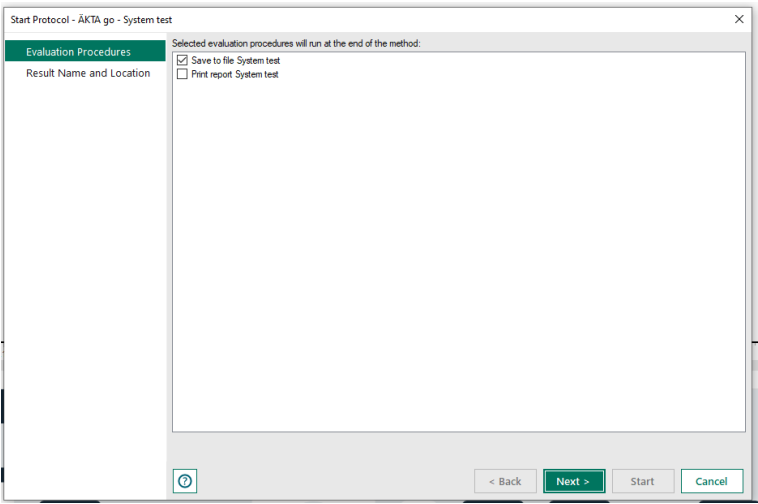 Start Protocol - ÄKTA go - System test
Evaluation Procedures
Result Name and Location
Selected evaluation procedures will run at the end of the method:
Save to file System test
Print report System test
< Back
Next >
Start
Cancel